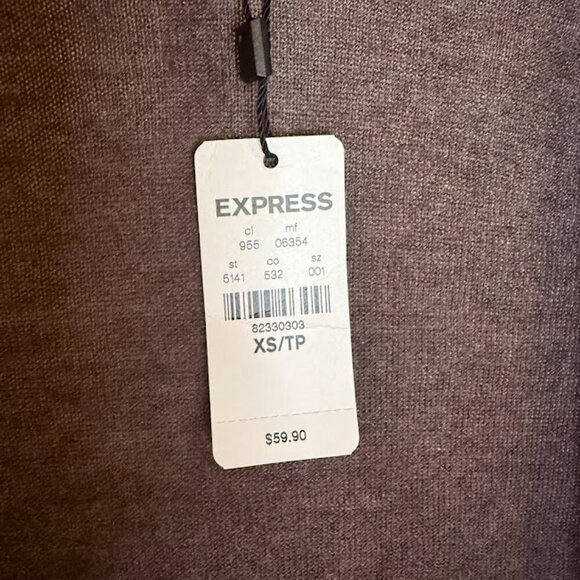 EXPRESS
cl mf
955 06354
st co sz
5141 532 001
82330303
XS/TP
$59.90